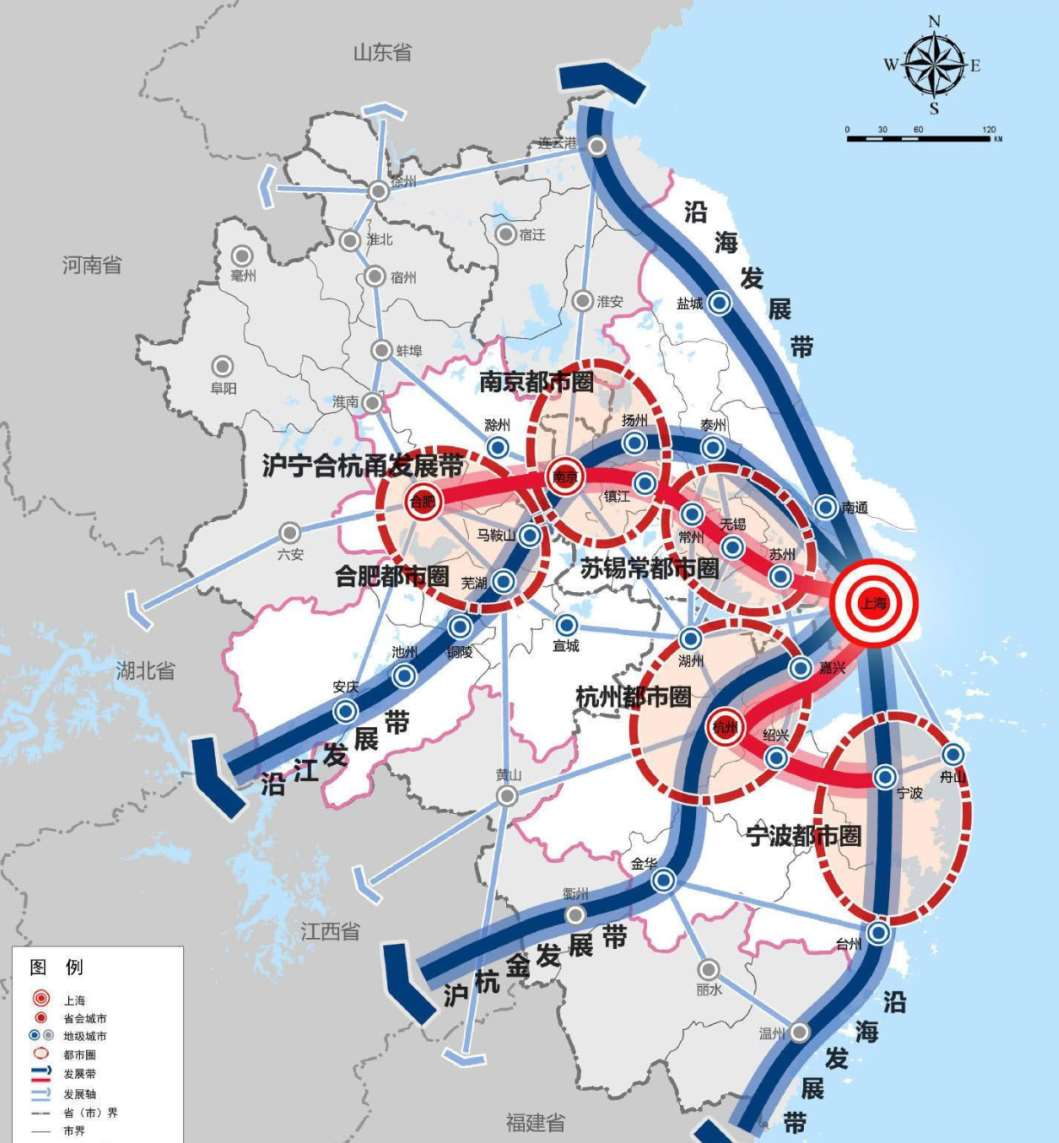 山东省
N
W
E
S
0 30 60 120
KM
连云港
徐州
沿海发展带
宿迁
淮北
亳州
河南省
宿州
淮安
盐城
蚌埠
阜阳
南京都市圈
淮南
滁州
扬州
泰州
沪宁合杭甬发展带
南京
合肥
镇江
南通
常州
无锡
马鞍山
六安
苏州
苏锡常都市圈
合肥都市圈
芜湖
上海
铜陵
宣城
池州
湖州
嘉兴
湖北省
安庆
杭州都市圈
沿江发展带
杭州
绍兴
黄山
舟山
宁波
宁波都市圈
金华
衢州
江西省
台州
沪杭金发展带
丽水
温州
沿海发展带
福建省
图 例
上海
省会城市
地级城市
都市圈
发展带
发展轴
省（市）界
市界